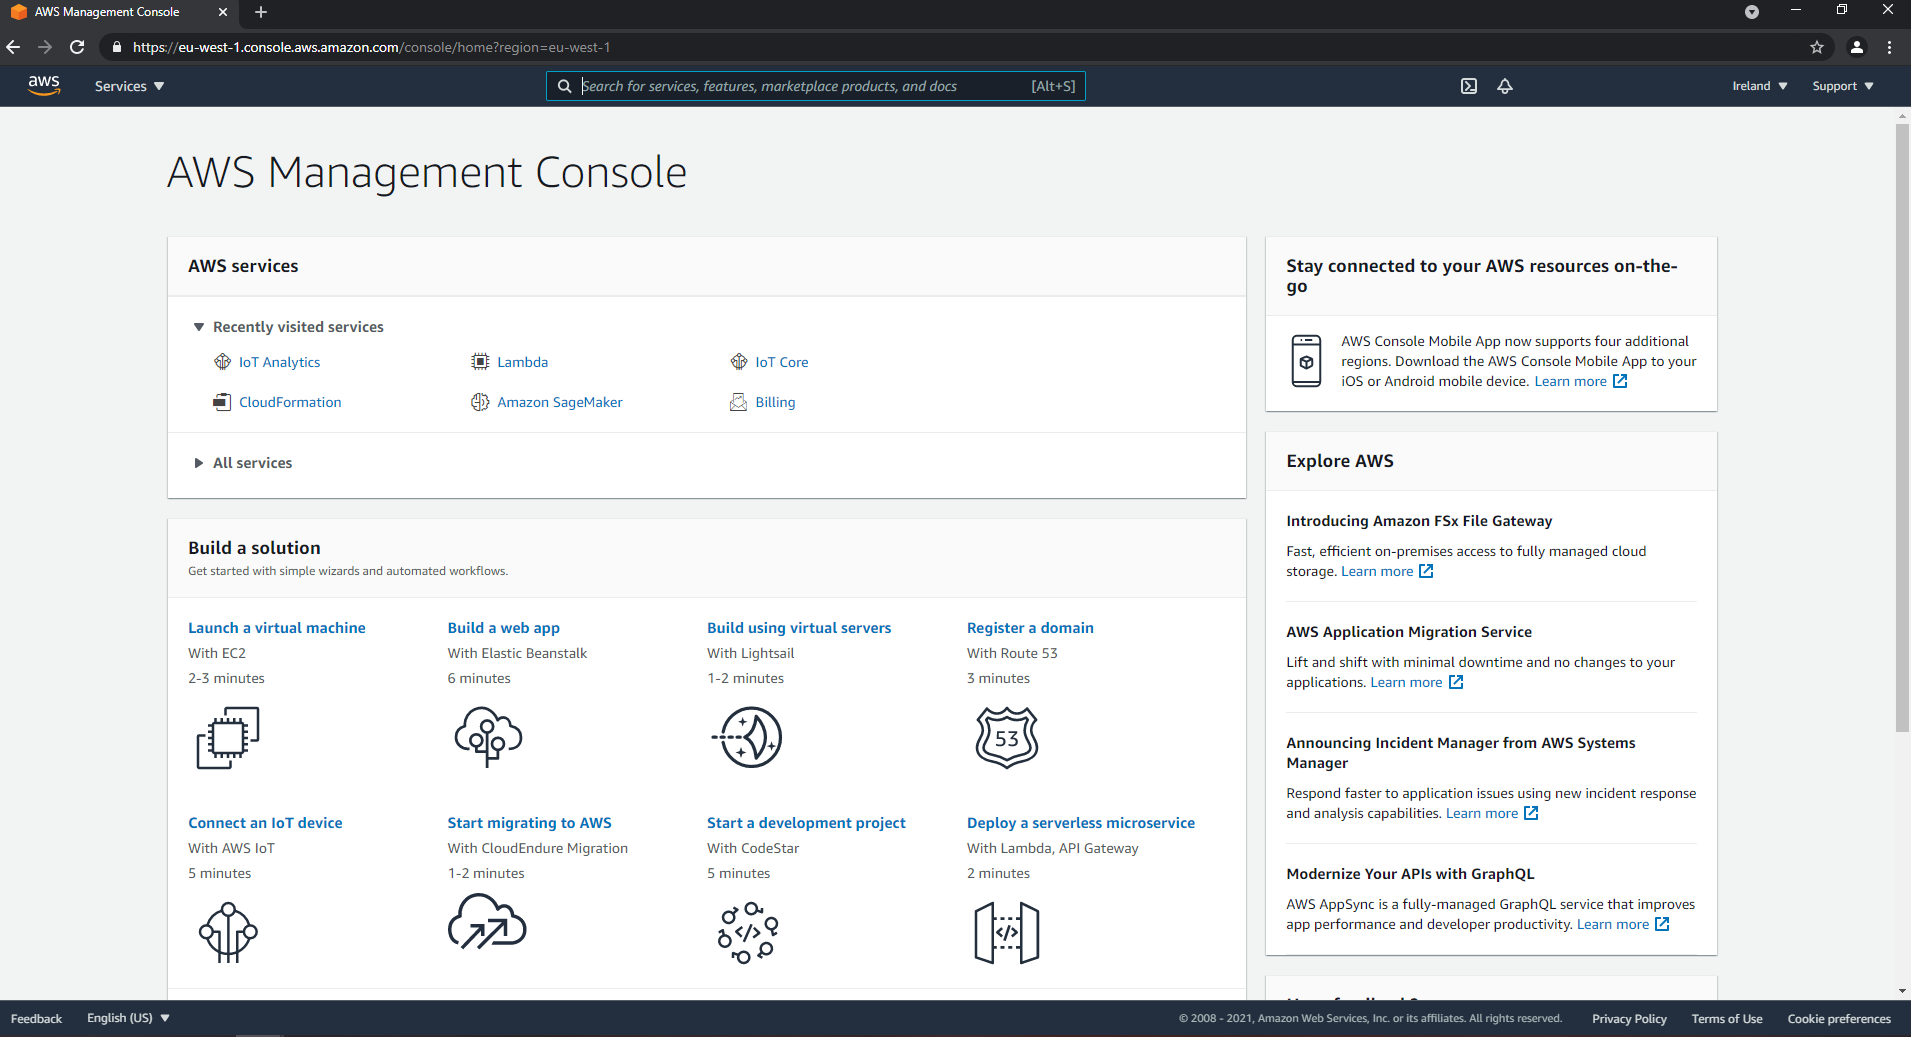 AWS Management Console
https://eu-west-1.console.aws.amazon.com/console/home?region=eu-west-1
aws
Services
Search for services, features, marketplace products, and docs
[Alt+S]
Ireland
Support
AWS Management Console
AWS services
Recently visited services
IoT Analytics
Lambda
IoT Core
CloudFormation
Amazon SageMaker
Billing
All services
Build a solution
Get started with simple wizards and automated workflows.
Launch a virtual machine
With EC2
2-3 minutes
Build a web app
With Elastic Beanstalk
6 minutes
Build using virtual servers
With Lightsail
1-2 minutes
Register a domain
With Route 53
3 minutes
53
Connect an IoT device
With AWS IoT
5 minutes
Start migrating to AWS
With CloudEndure Migration
1-2 minutes
Start a development project
With CodeStar
5 minutes
</>
Deploy a serverless microservice
With Lambda, API Gateway
2 minutes
</>
Stay connected to your AWS resources on-the-
go
AWS Console Mobile App now supports four additional
regions. Download the AWS Console Mobile App to your
iOS or Android mobile device. Learn more
Explore AWS
Introducing Amazon FSx File Gateway
Fast, efficient on-premises access to fully managed cloud
storage. Learn more
AWS Application Migration Service
Lift and shift with minimal downtime and no changes to your
applications. Learn more
Announcing Incident Manager from AWS Systems
Manager
Respond faster to application issues using new incident response
and analysis capabilities. Learn more
Modernize Your APIs with GraphQL
AWS AppSync is a fully-managed GraphQL service that improves
app performance and developer productivity. Learn more
Feedback
English (US)
© 2008 - 2021, Amazon Web Services, Inc. or its affiliates. All rights reserved.
Privacy Policy
Terms of Use
Cookie preferences